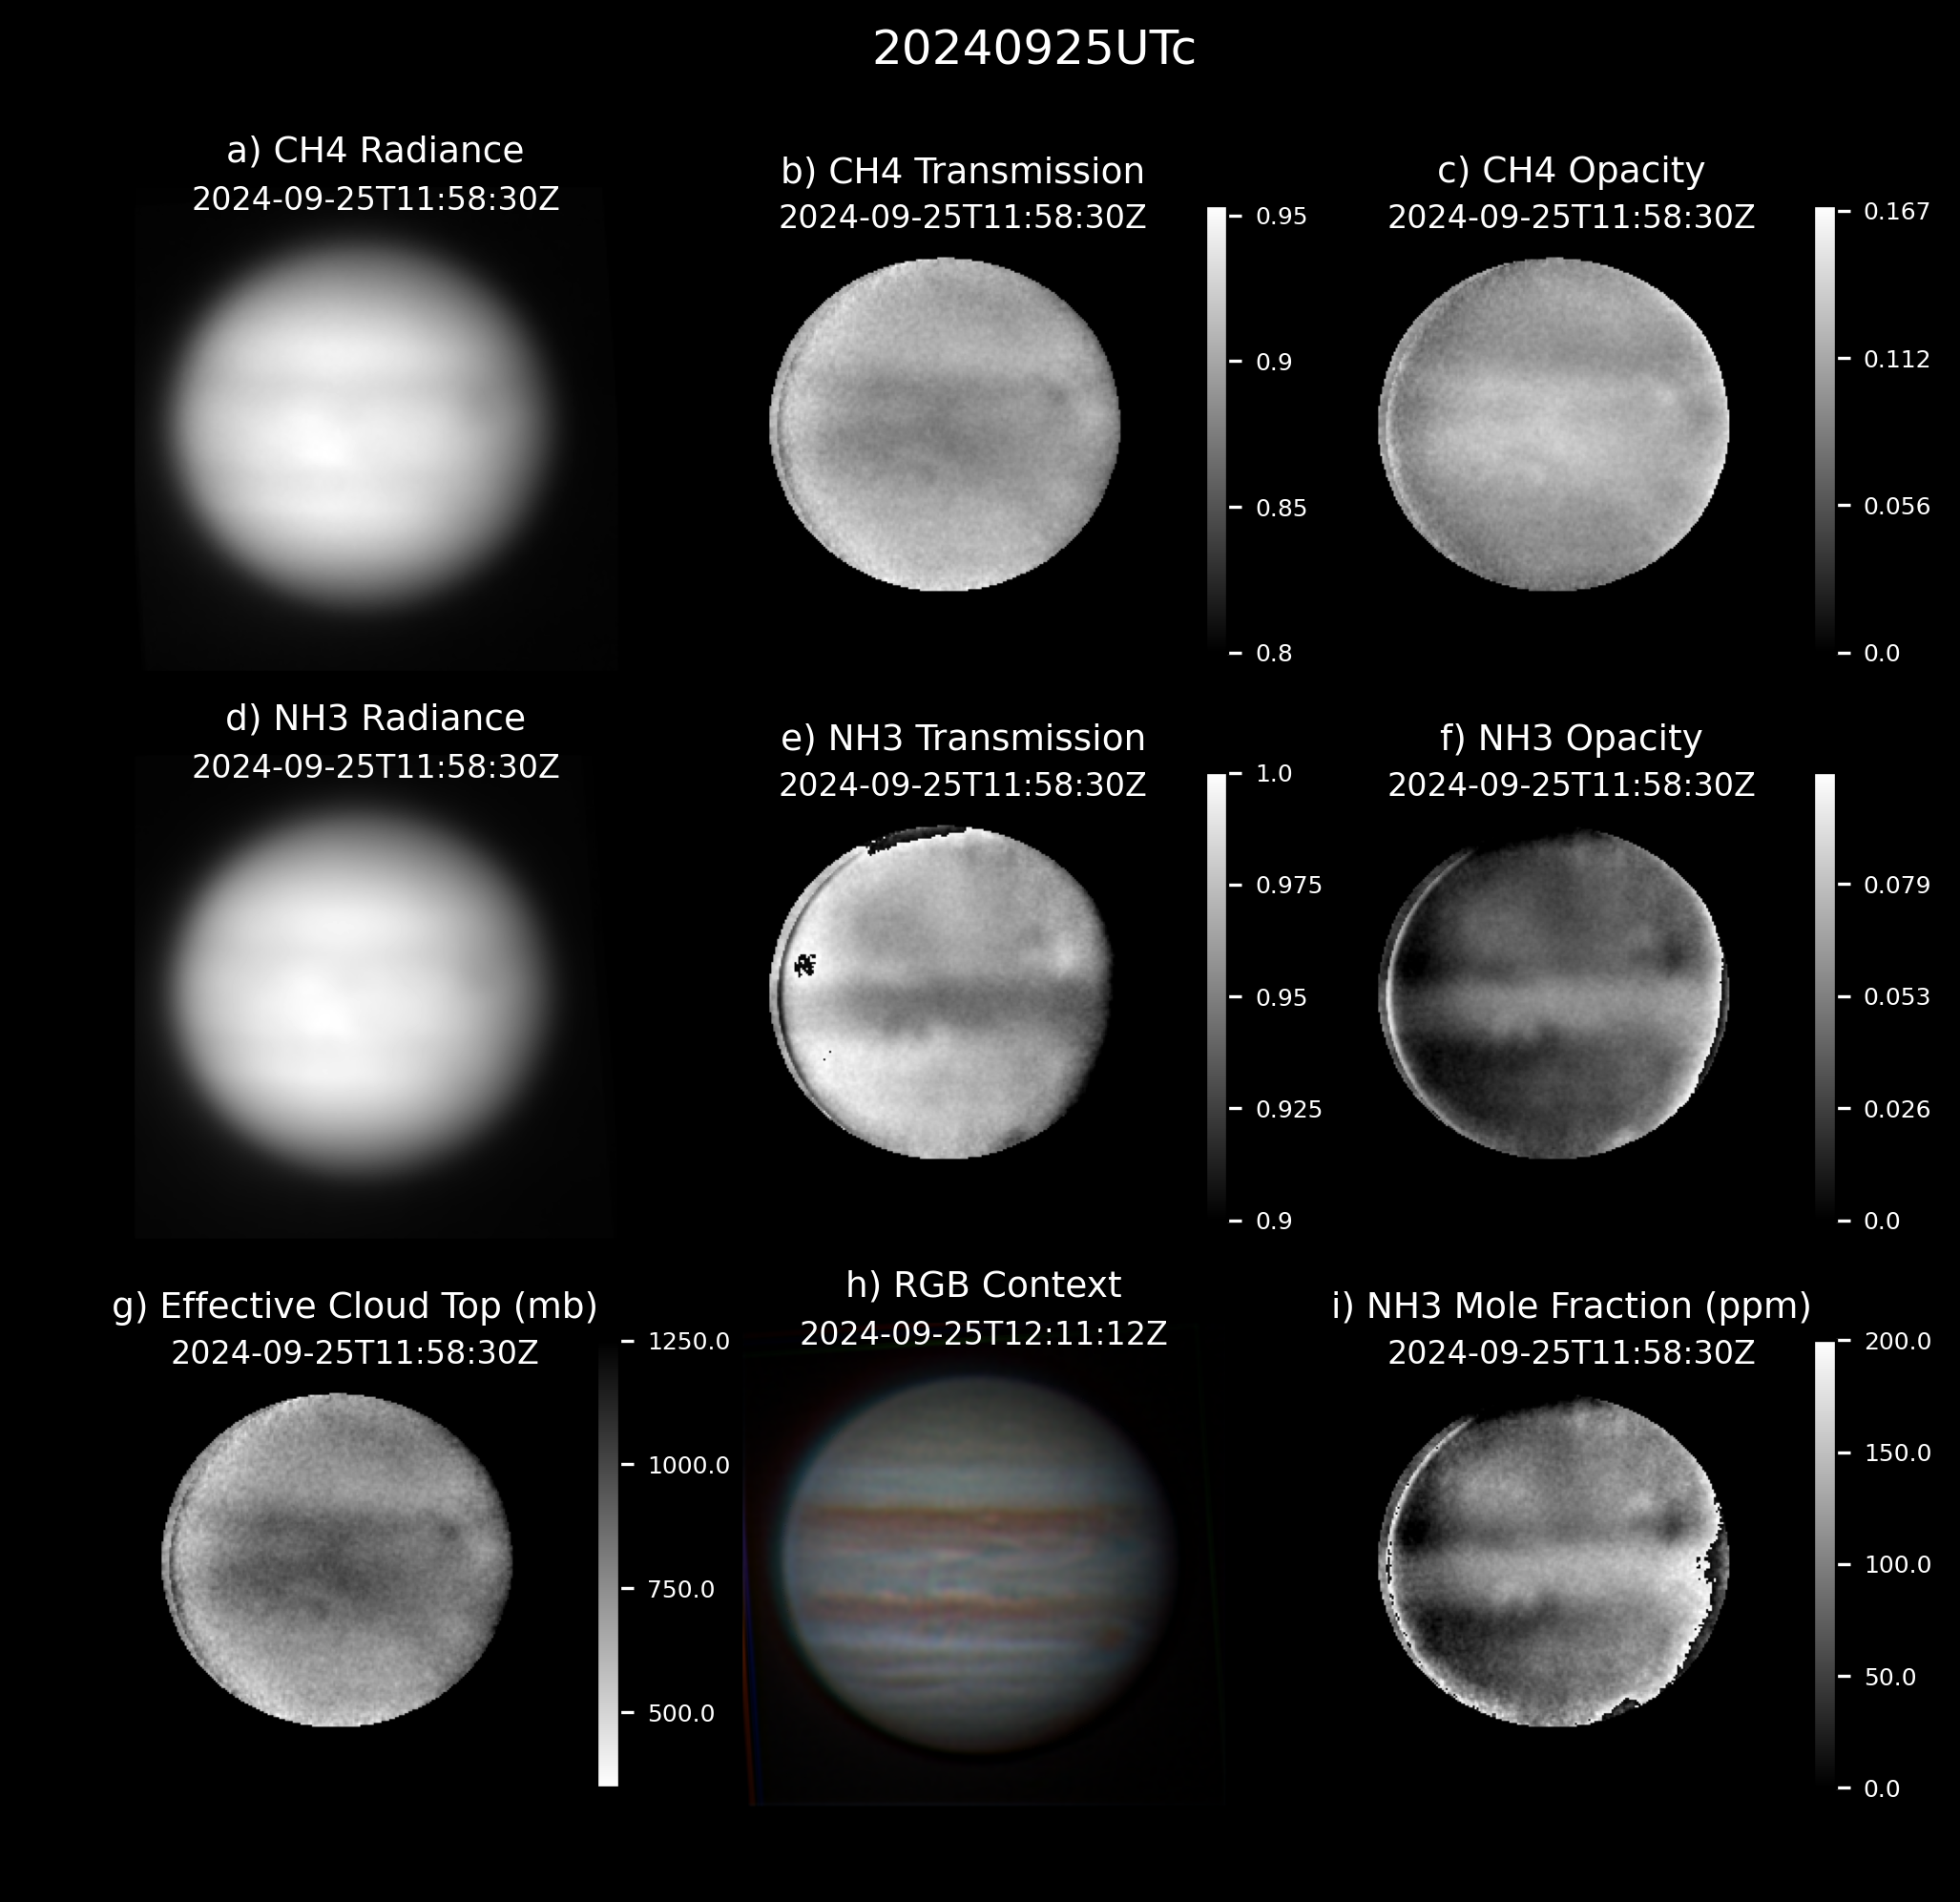 20240925UTc
a) CH4 Radiance
2024-09-25T11:58:30Z
b) CH4 Transmission
2024-09-25T11:58:30Z
0.95
0.9
0.85
0.8
c) CH4 Opacity
2024-09-25T11:58:30Z
0.167
0.112
0.056
0.0
d) NH3 Radiance
2024-09-25T11:58:30Z
e) NH3 Transmission
2024-09-25T11:58:30Z
1.0
0.975
0.95
0.925
0.9
f) NH3 Opacity
2024-09-25T11:58:30Z
0.079
0.053
0.026
0.0
g) Effective Cloud Top (mb)
2024-09-25T11:58:30Z
1250.0
1000.0
750.0
500.0
h) RGB Context
2024-09-25T12:11:12Z
i) NH3 Mole Fraction (ppm)
2024-09-25T11:58:30Z
200.0
150.0
100.0
50.0
0.0